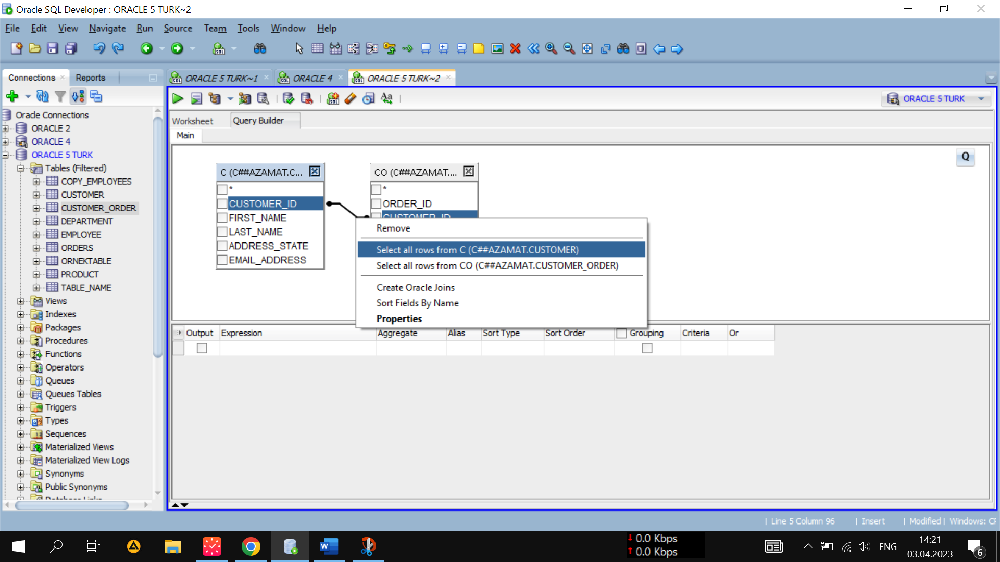 Oracle SQL Developer : ORACLE 5 TURK~2
File Edit View Navigate Run Source Team Tools Window Help
Connections Reports
ORACLE 5 TURK~1
ORACLE 4
ORACLE 5 TURK~2
ORACLE 5 TURK
Worksheet
Query Builder
Main
Oracle Connections
ORACLE 2
ORACLE 4
ORACLE 5 TURK
Tables (Filtered)
COPY_EMPLOYEES
CUSTOMER
CUSTOMER_ORDER
DEPARTMENT
EMPLOYEE
ORDERS
ORNEKTABLE
PRODUCT
TABLE_NAME
Views
Indexes
Packages
Procedures
Functions
Operators
Queues
Queues Tables
Triggers
Types
Sequences
Materialized Views
Materialized View Logs
Synonyms
Public Synonyms
Q
C (C##AZAMAT.C...
*
CUSTOMER_ID
FIRST_NAME
LAST_NAME
ADDRESS_STATE
EMAIL_ADDRESS
CO (C##AZAMAT....
*
ORDER_ID
CUSTOMER_ID
Remove
Select all rows from C (C##AZAMAT.CUSTOMER)
Select all rows from CO (C##AZAMAT.CUSTOMER_ORDER)
Create Oracle Joins
Sort Fields By Name
Properties
Output Expression Aggregate Alias Sort Type Sort Order Grouping Criteria Or
| Line 5 Column 96 | Insert | Modified | Windows:
0.0 Kbps
0.0 Kbps
ENG
14:21
03.04.2023
6